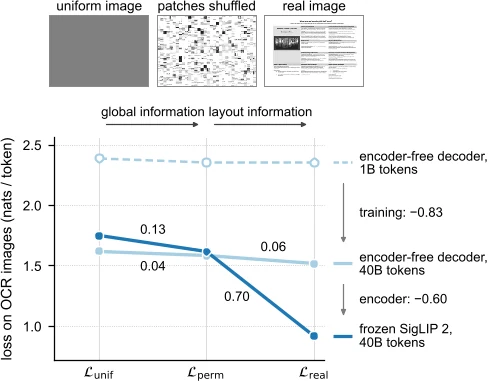 uniform image
patches shuffled
real image
global information
layout information
loss on OCR images (nats / token)
2.5
2.0
1.5
1.0
0.13
0.04
0.06
0.70
ℒunif
ℒperm
ℒreal
encoder-free decoder,
1B tokens
training: −0.83
encoder-free decoder,
40B tokens
encoder: −0.60
frozen SigLIP 2,
40B tokens